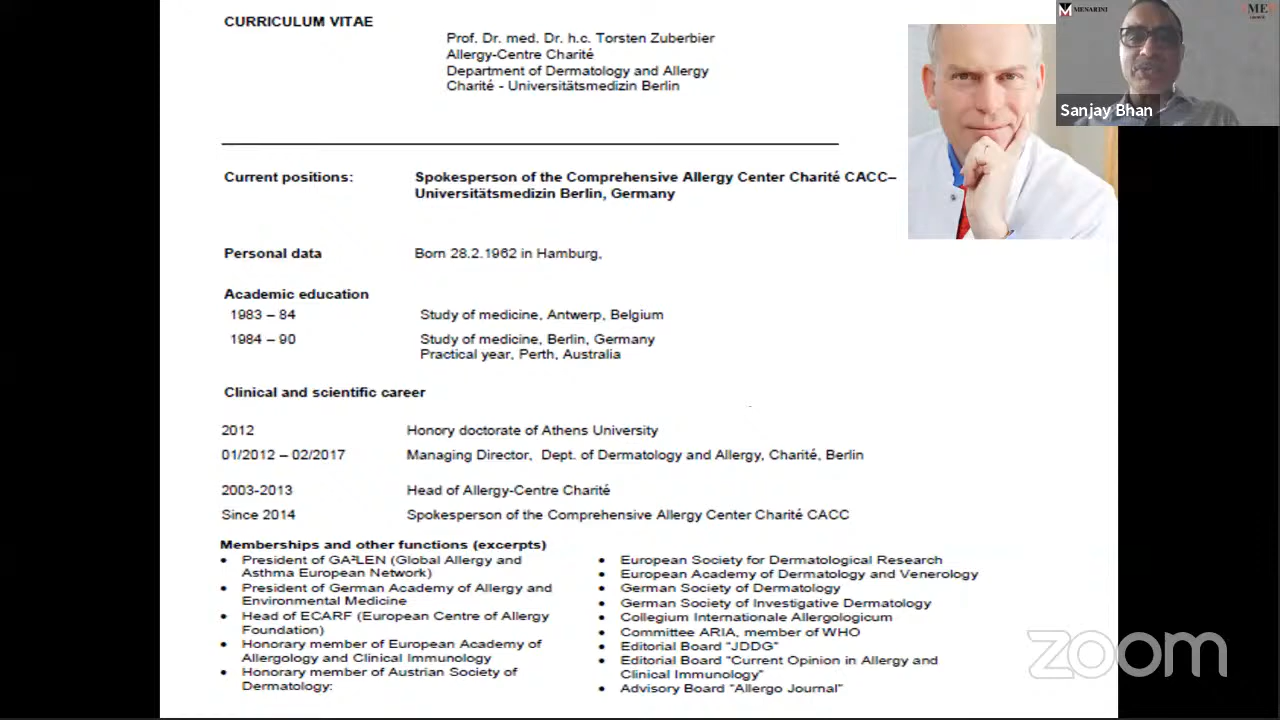 CURRICULUM VITAE
Prof. Dr. med. Dr. h.c. Torsten Zuberbier
Allergy-Centre Charité
Department of Dermatology and Allergy
Charité - Universitätsmedizin Berlin
MENARINI
Sanjay Bhan
Current positions:
Spokesperson of the Comprehensive Allergy Center Charité CACC–
Universitätsmedizin Berlin, Germany
Personal data
Born 28.2.1962 in Hamburg,
Academic education
1983 – 84
Study of medicine, Antwerp, Belgium
1984 – 90
Study of medicine, Berlin, Germany
Practical year, Perth, Australia
Clinical and scientific career
2012
Honory doctorate of Athens University
01/2012 – 02/2017
Managing Director, Dept. of Dermatology and Allergy, Charité, Berlin
2003-2013
Head of Allergy-Centre Charité
Since 2014
Spokesperson of the Comprehensive Allergy Center Charité CACC
Memberships and other functions (excerpts)
• President of GA²LEN (Global Allergy and
Asthma European Network)
• President of German Academy of Allergy and
Environmental Medicine
• Head of ECARF (European Centre of Allergy
Foundation)
• Honorary member of European Academy of
Allergology and Clinical Immunology
• Honorary member of Austrian Society of
Dermatology:
• European Society for Dermatological Research
• European Academy of Dermatology and Venerology
• German Society of Dermatology
• German Society of Investigative Dermatology
• Collegium Internationale Allergologicum
• Committee ARIA, member of WHO
• Editorial Board "JDDG"
• Editorial Board "Current Opinion in Allergy and
Clinical Immunology"
• Advisory Board "Allergo Journal"
zoom